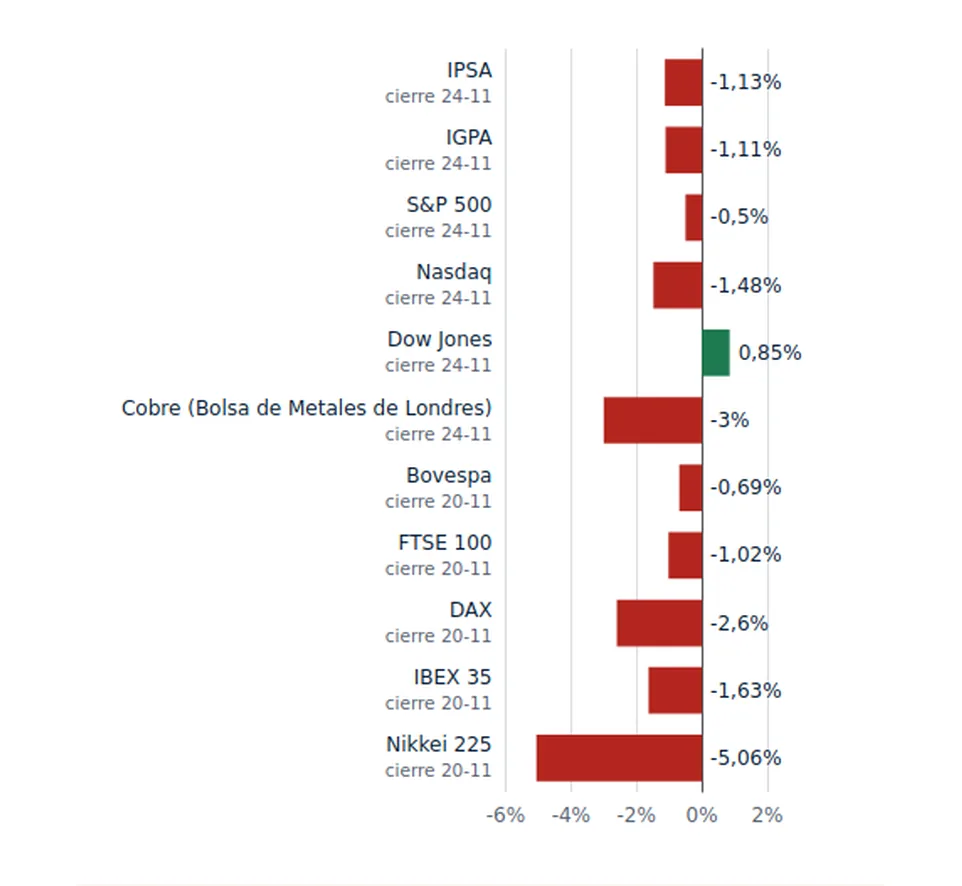 IPSA
cierre 24-11
-1,13%
IGPA
cierre 24-11
-1,11%
S&P 500
cierre 24-11
-0,5%
Nasdaq
cierre 24-11
-1,48%
Dow Jones
cierre 24-11
0,85%
Cobre (Bolsa de Metales de Londres)
cierre 24-11
-3%
Bovespa
cierre 20-11
-0,69%
FTSE 100
cierre 20-11
-1,02%
DAX
cierre 20-11
-2,6%
IBEX 35
cierre 20-11
-1,63%
Nikkei 225
cierre 20-11
-5,06%
-6% -4% -2% 0% 2%